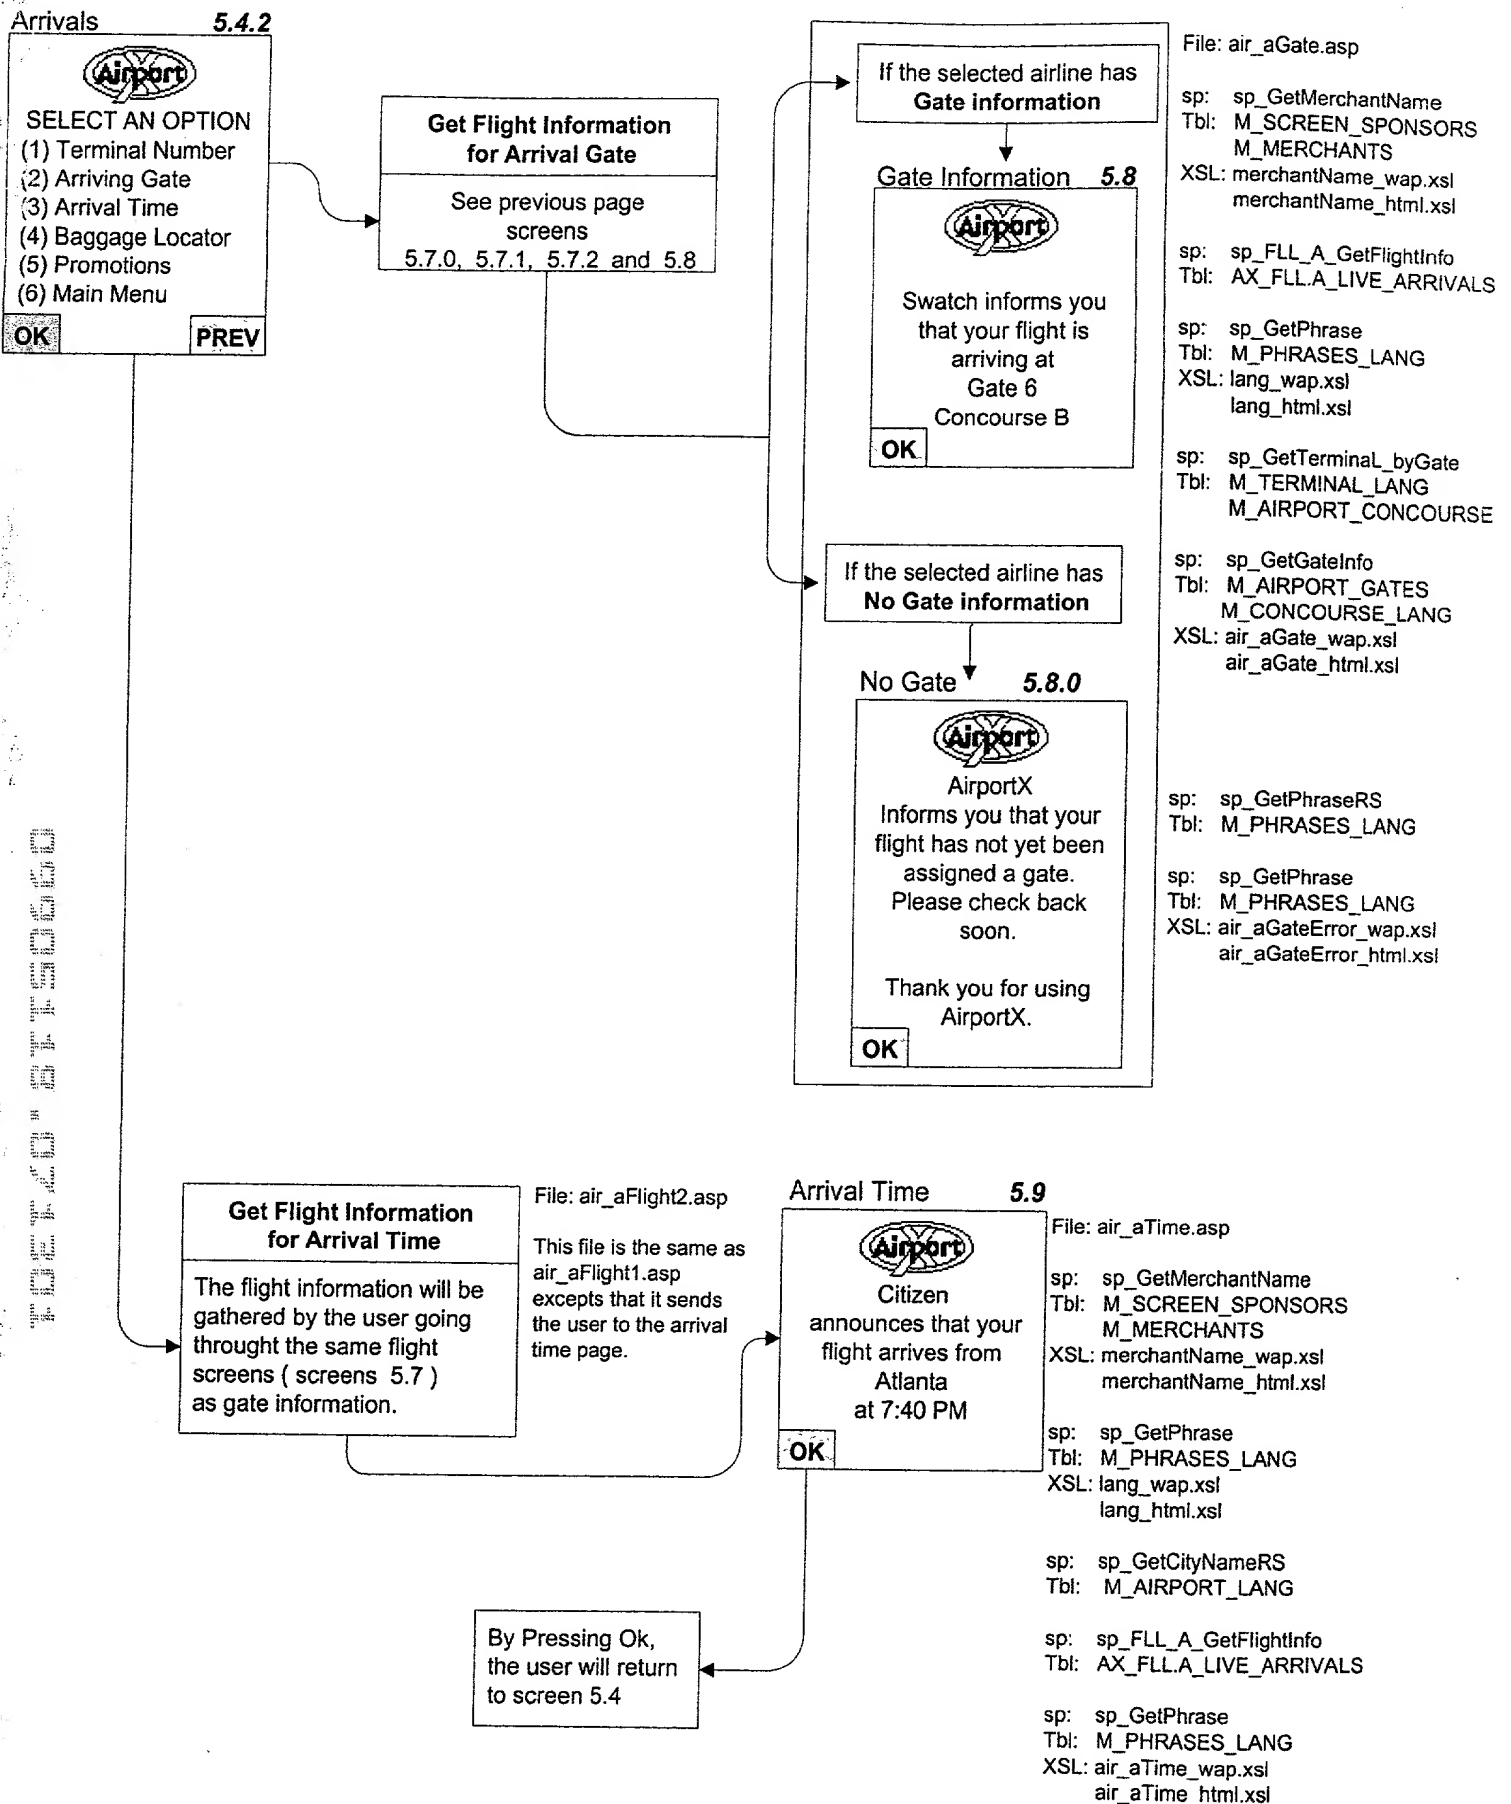 Arrivals 5.4.2
AirportX
SELECT AN OPTION
(1) Terminal Number
(2) Arriving Gate
(3) Arrival Time
(4) Baggage Locator
(5) Promotions
(6) Main Menu
OK PREV
Get Flight Information
for Arrival Gate
See previous page
screens
5.7.0, 5.7.1, 5.7.2 and 5.8
If the selected airline has
Gate information
Gate Information 5.8
AirportX
Swatch informs you
that your flight is
arriving at
Gate 6
Concourse B
OK
If the selected airline has
No Gate information
No Gate 5.8.0
AirportX
AirportX
Informs you that your
flight has not yet been
assigned a gate.
Please check back
soon.
Thank you for using
AirportX.
OK
File: air_aGate.asp
sp: sp_GetMerchantName
Tbl: M_SCREEN_SPONSORS
M_MERCHANTS
XSL: merchantName_wap.xsl
merchantName_html.xsl
sp: sp_FLL_A_GetFlightInfo
Tbl: AX_FLL.A_LIVE_ARRIVALS
sp: sp_GetPhrase
Tbl: M_PHRASES_LANG
XSL: lang_wap.xsl
lang_html.xsl
sp: sp_GetTerminaL_byGate
Tbl: M_TERMINAL_LANG
M_AIRPORT_CONCOURSE
sp: sp_GetGateInfo
Tbl: M_AIRPORT_GATES
M_CONCOURSE_LANG
XSL: air_aGate_wap.xsl
air_aGate_html.xsl
sp: sp_GetPhraseRS
Tbl: M_PHRASES_LANG
sp: sp_GetPhrase
Tbl: M_PHRASES_LANG
XSL: air_aGateError_wap.xsl
air_aGateError_html.xsl
Get Flight Information
for Arrival Time
The flight information will be
gathered by the user going
throught the same flight
screens ( screens 5.7 )
as gate information.
File: air_aFlight2.asp
This file is the same as
air_aFlight1.asp
excepts that it sends
the user to the arrival
time page.
Arrival Time 5.9
AirportX
Citizen
announces that your
flight arrives from
Atlanta
at 7:40 PM
OK
File: air_aTime.asp
sp: sp_GetMerchantName
Tbl: M_SCREEN_SPONSORS
M_MERCHANTS
XSL: merchantName_wap.xsl
merchantName_html.xsl
sp: sp_GetPhrase
Tbl: M_PHRASES_LANG
XSL: lang_wap.xsl
lang_html.xsl
sp: sp_GetCityNameRS
Tbl: M_AIRPORT_LANG
sp: sp_FLL_A_GetFlightInfo
Tbl: AX_FLL.A_LIVE_ARRIVALS
sp: sp_GetPhrase
Tbl: M_PHRASES_LANG
XSL: air_aTime_wap.xsl
air_aTime_html.xsl
By Pressing Ok,
the user will return
to screen 5.4